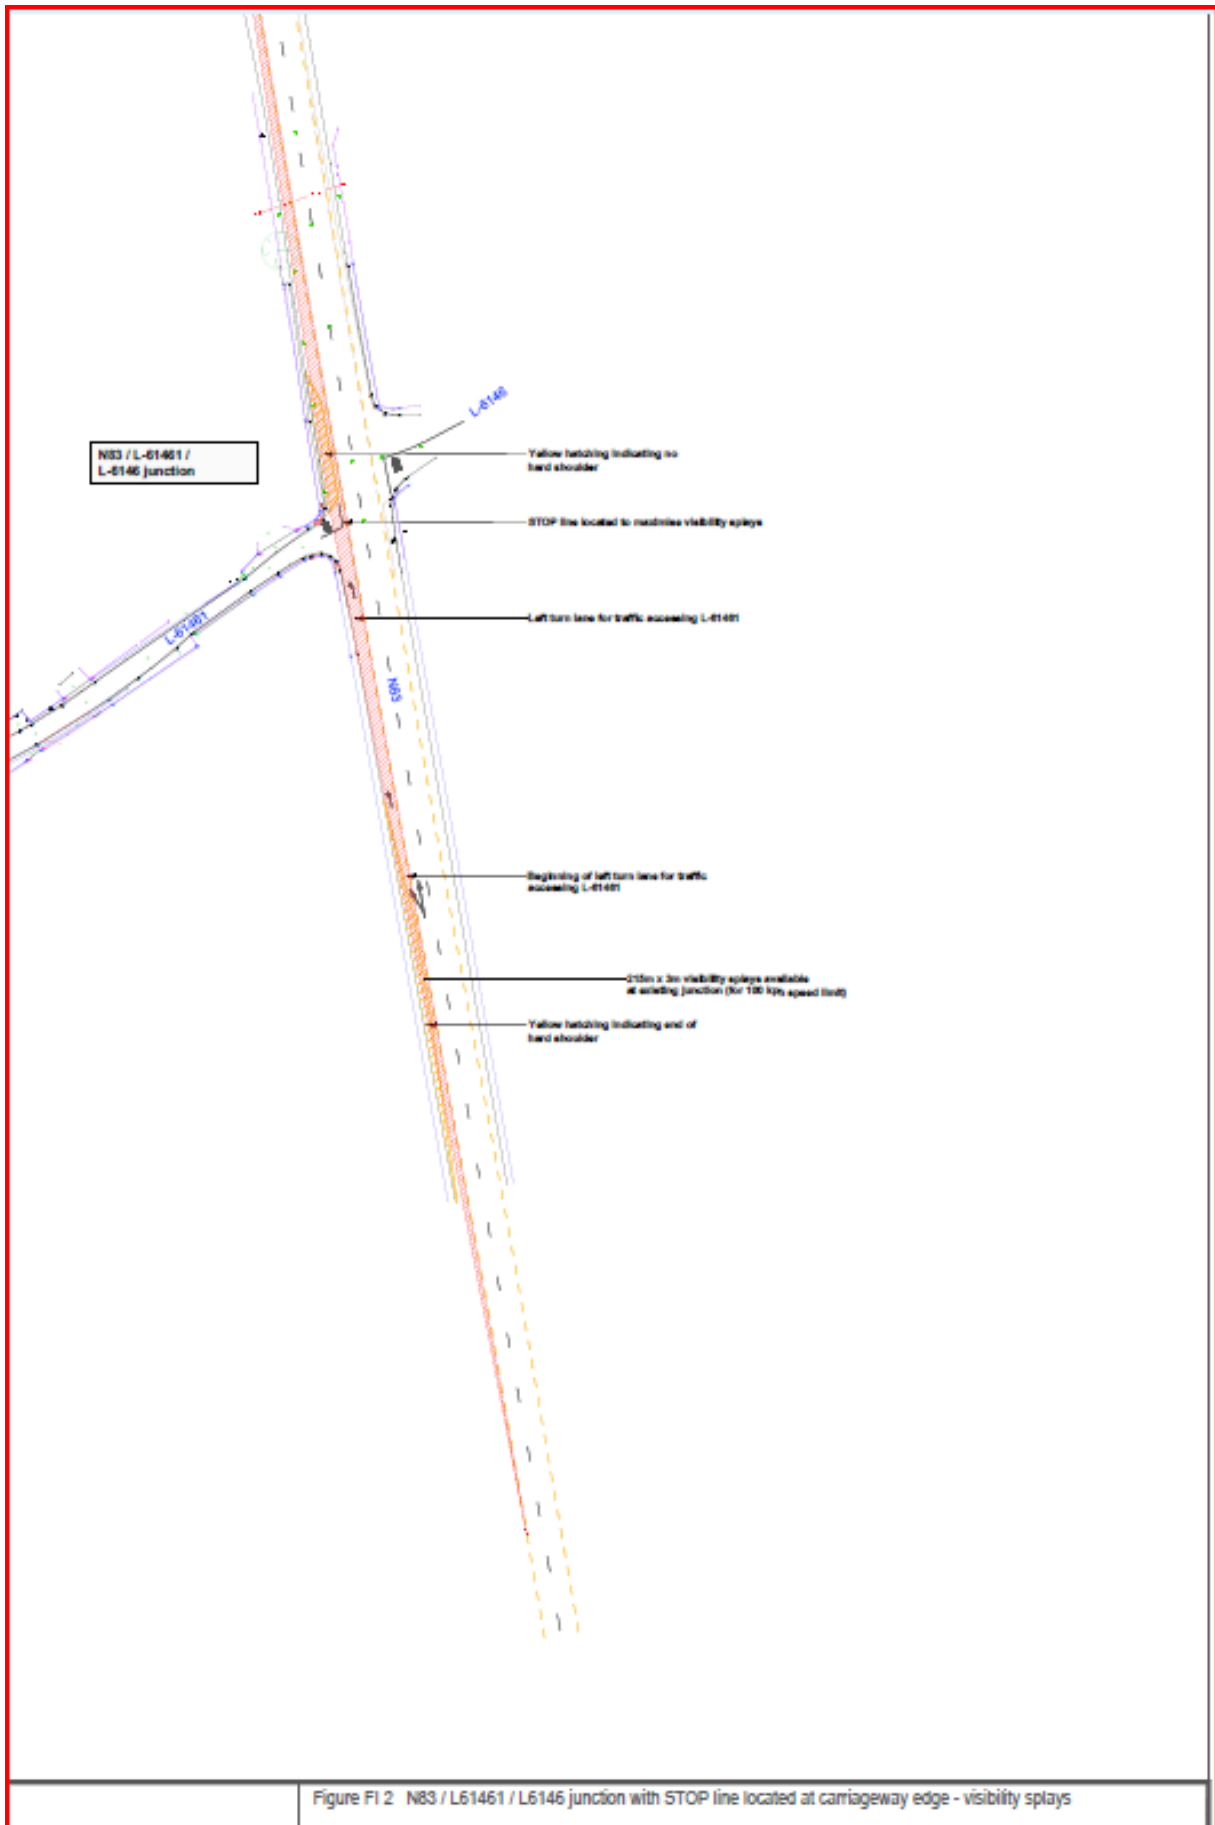 L-6146
N83 / L-61461 /
L-6146 junction
Yellow hatching indicating no
hard shoulder
STOP line located to maximise visibility splays
Left turn lane for traffic accessing L-61461
L-61461
N83
Beginning of left turn lane for traffic
accessing L-61461
215m x 3m visibility splays available
at existing junction (for 100 kph speed limit)
Yellow hatching indicating end of
hard shoulder
Figure FI 2 N83 / L61461 / L6146 junction with STOP line located at carriageway edge - visibility splays